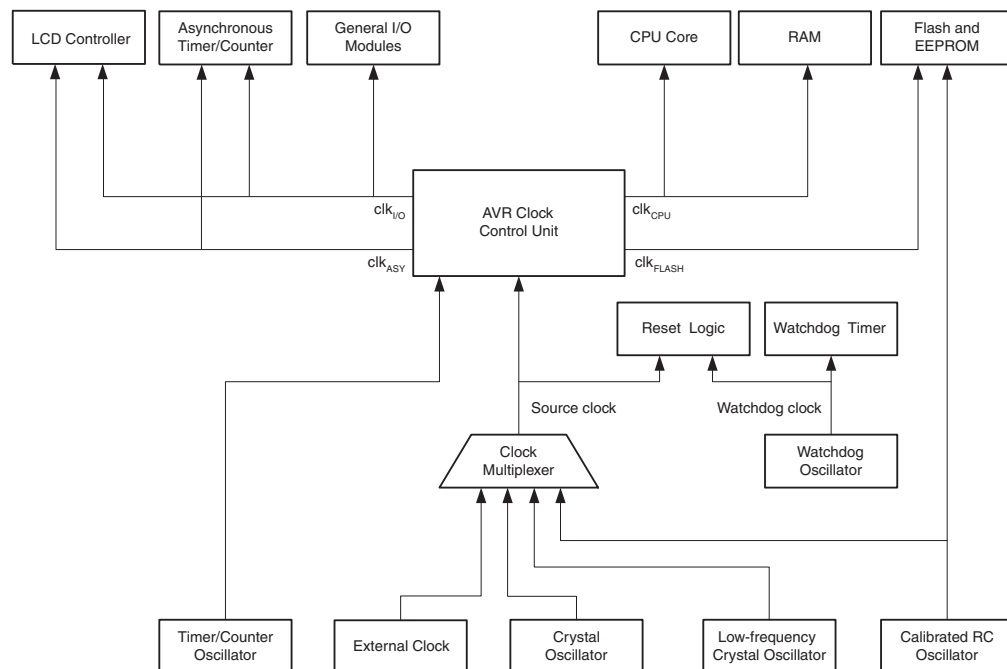 LCD Controller
Asynchronous
Timer/Counter
General I/O
Modules
CPU Core
RAM
Flash and
EEPROM
clkI/O
AVR Clock
Control Unit
clkCPU
clkASY
clkFLASH
Reset Logic
Watchdog Timer
Source clock
Watchdog clock
Clock
Multiplexer
Watchdog
Oscillator
Timer/Counter
Oscillator
External Clock
Crystal
Oscillator
Low-frequency
Crystal Oscillator
Calibrated RC
Oscillator